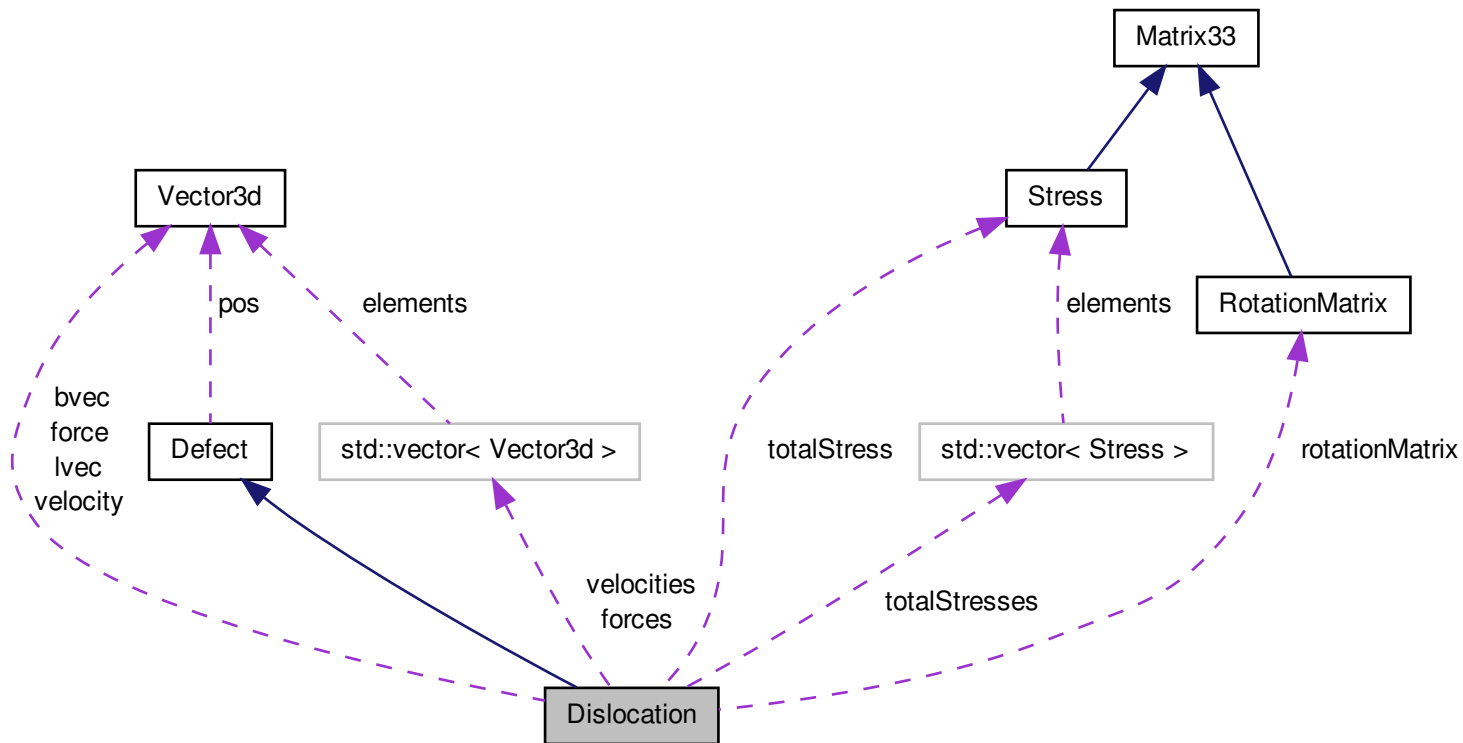 Matrix33
Vector3d
Stress
RotationMatrix
pos
elements
elements
bvec
force
lvec
velocity
Defect
std::vector< Vector3d >
totalStress
std::vector< Stress >
rotationMatrix
velocities
forces
totalStresses
Dislocation